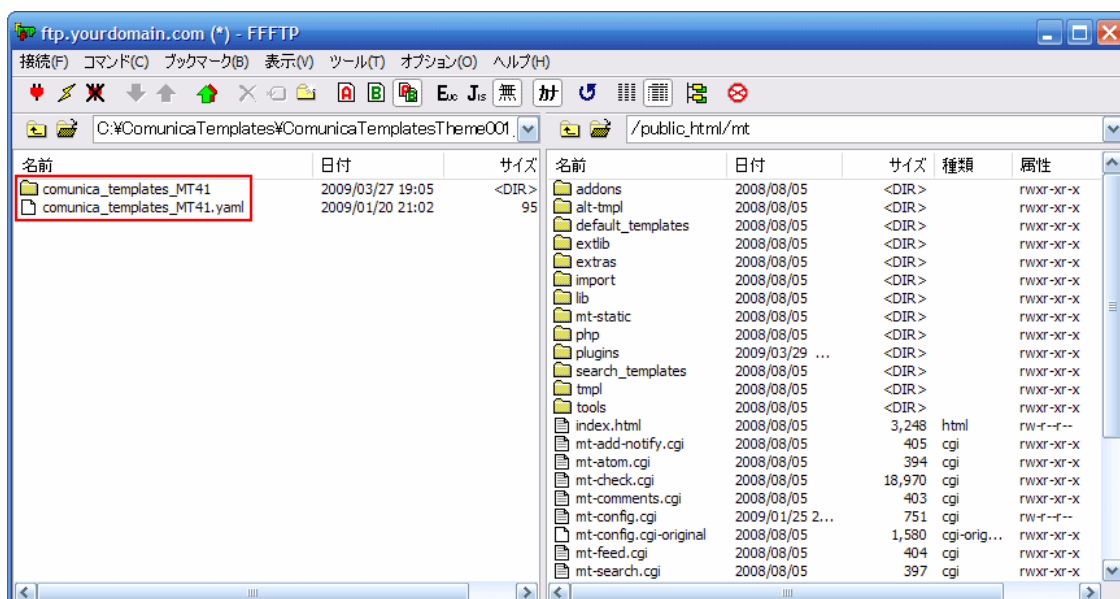 ftp.yourdomain.com (*) - FFFTP
接続(F) コマンド(C) ブックマーク(B) 表示(V) ツール(T) オプション(O) ヘルプ(H)
A B Euc Jis 無 カナ
C:¥ComunicaTemplates¥ComunicaTemplatesTheme001 /public_html/mt
名前 日付 サイズ 名前 日付 サイズ 種類 属性
comunica_templates_MT41 2009/03/27 19:05 <DIR> addons 2008/08/05 <DIR> rwxr-xr-x
comunica_templates_MT41.yaml 2009/01/20 21:02 95 alt-tmpl 2008/08/05 <DIR> rwxr-xr-x
default_templates 2008/08/05 <DIR> rwxr-xr-x
extlib 2008/08/05 <DIR> rwxr-xr-x
extras 2008/08/05 <DIR> rwxr-xr-x
import 2008/08/05 <DIR> rwxr-xr-x
lib 2008/08/05 <DIR> rwxr-xr-x
mt-static 2008/08/05 <DIR> rwxr-xr-x
php 2008/08/05 <DIR> rwxr-xr-x
plugins 2009/03/29 ... <DIR> rwxr-xr-x
search_templates 2008/08/05 <DIR> rwxr-xr-x
tmpl 2008/08/05 <DIR> rwxr-xr-x
tools 2008/08/05 <DIR> rwxr-xr-x
index.html 2008/08/05 3,248 html rw-r--r--
mt-add-notify.cgi 2008/08/05 405 cgi rwxr-xr-x
mt-atom.cgi 2008/08/05 394 cgi rwxr-xr-x
mt-check.cgi 2008/08/05 18,970 cgi rwxr-xr-x
mt-comments.cgi 2008/08/05 403 cgi rwxr-xr-x
mt-config.cgi 2009/01/25 2... 751 cgi rw-r--r--
mt-config.cgi-original 2008/08/05 1,580 cgi-orig... rwxr-xr-x
mt-feed.cgi 2008/08/05 404 cgi rwxr-xr-x
mt-search.cgi 2008/08/05 397 cgi rwxr-xr-x